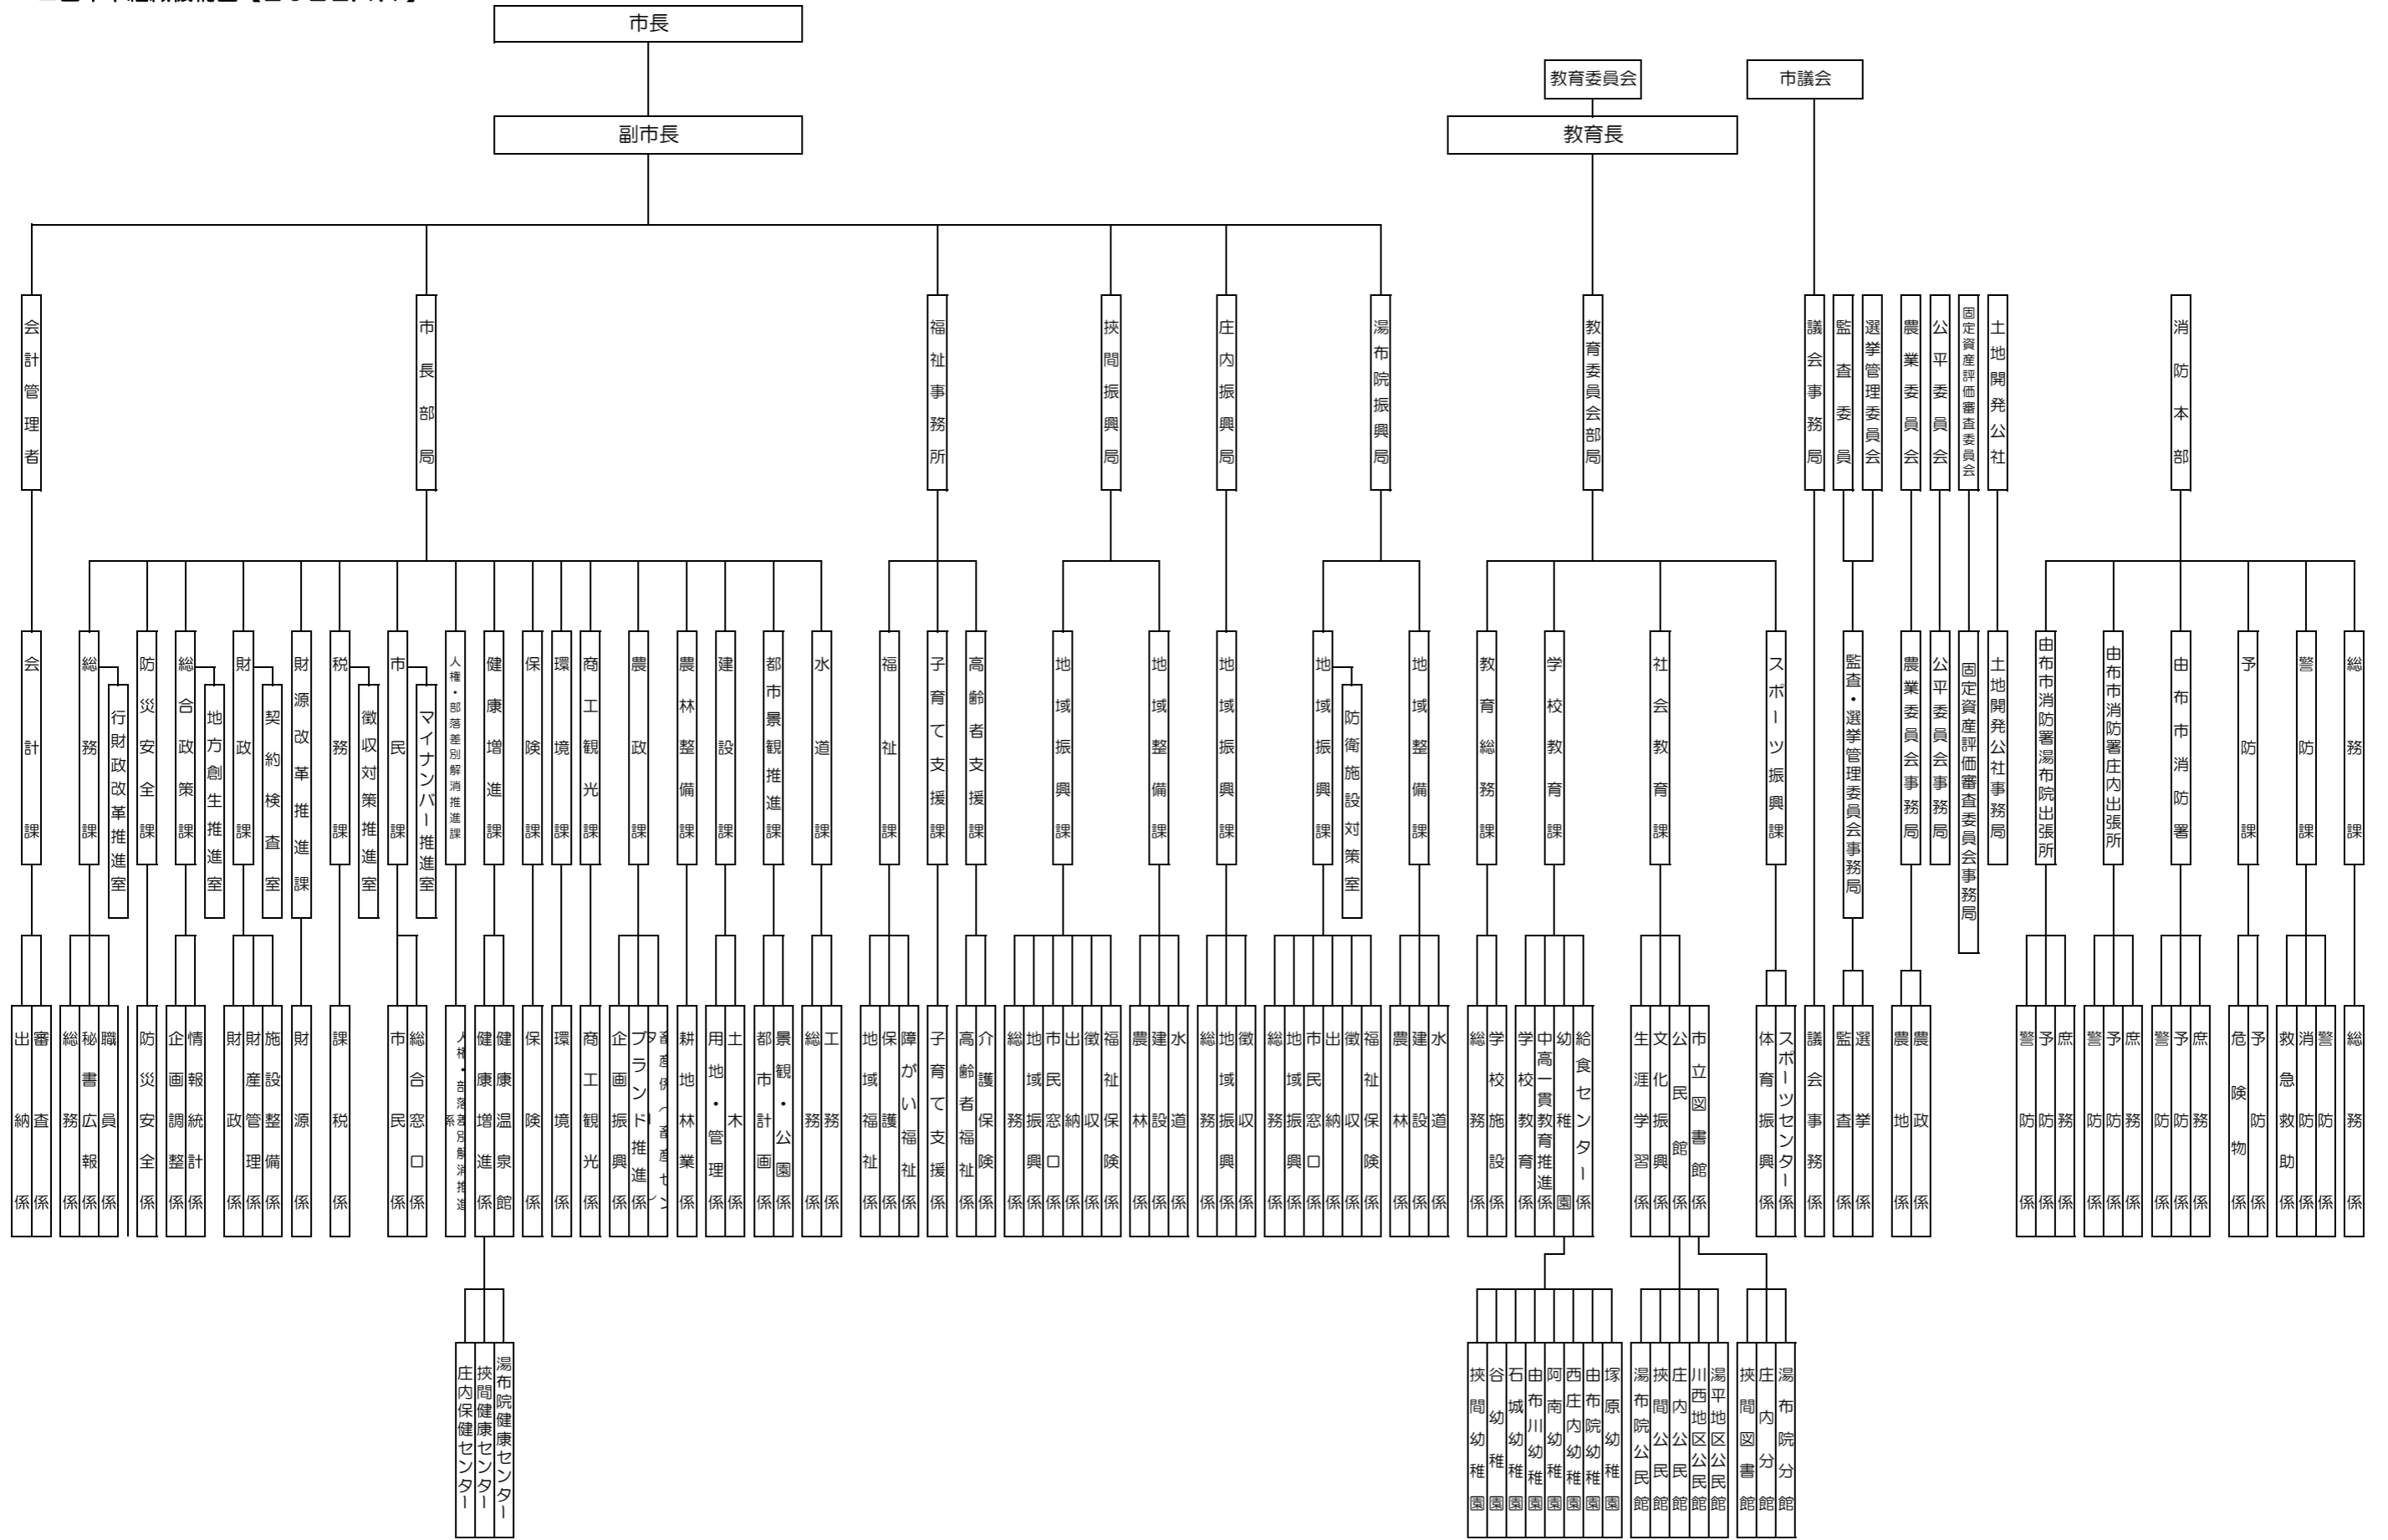 市長
教育委員会
市議会
副市長
教育長
会計管理者
市長部局
福祉事務所
挾間振興局
庄内振興局
湯布院振興局
教育委員会部局
議会事務局
監査委員
選挙管理委員会
農業委員会
公平委員会
固定資産評価審査委員会
土地開発公社
消防本部
会計課
総務課
行財政改革推進室
防災安全課
総合政策課
地方創生推進室
財政課
契約検査室
財源改革推進課
税務課
徴収対策推進室
市民課
マイナンバー推進室
人権・部落差別解消推進課
健康増進課
保険課
環境課
商工観光課
農政課
農林整備課
建設課
都市景観推進課
水道課
福祉課
子育て支援課
高齢者支援課
地域振興課
地域整備課
地域振興課
地域振興課
防衛施設対策室
地域整備課
教育総務課
学校教育課
社会教育課
スポーツ振興課
監査・選挙管理委員会事務局
農業委員会事務局
公平委員会事務局
固定資産評価審査委員会事務局
土地開発公社事務局
由布市消防署湯布院出張所
由布市消防署庄内出張所
由布市消防署
予防課
警防課
総務課
出納係
審査係
総務係
秘書広報係
職員係
防災安全係
企画調整係
情報統計係
財政係
財産管理係
施設整備係
財源係
課税係
市民係
総合窓口係
人権・部落差別解消推進係
健康増進係
健康温泉館
保険係
環境係
商工観光係
企画振興係
ブランド推進係
耕地林業係
用地・管理係
土木係
都市計画係
景観・公園係
総務係
工務係
地域福祉係
保護係
障がい福祉係
子育て支援係
高齢者福祉係
介護保険係
総務係
地域振興係
市民窓口係
出納係
徴収係
福祉保険係
農林係
建設係
水道係
総務係
地域振興係
徴収係
総務係
地域振興係
市民窓口係
出納係
徴収係
福祉保険係
農林係
建設係
水道係
総務係
学校施設係
学校教育係
中高一貫教育推進係
幼稚園
給食センター係
生涯学習係
文化振興係
公民館係
市立図書館係
体育振興係
スポーツセンター係
議会事務係
監査係
選挙係
農地係
農政係
警防係
予防係
庶務係
警防係
予防係
庶務係
警防係
予防係
庶務係
危険物係
予防係
救急救助係
消防係
警防係
総務係
庄内保健センター
挾間健康センター
湯布院健康センター
挾間幼稚園
谷幼稚園
石城幼稚園
由布川幼稚園
阿南幼稚園
西庄内幼稚園
由布院幼稚園
塚原幼稚園
湯布院公民館
挾間公民館
庄内公民館
川西地区公民館
湯平地区公民館
挾間図書館
庄内分館
湯布院分館